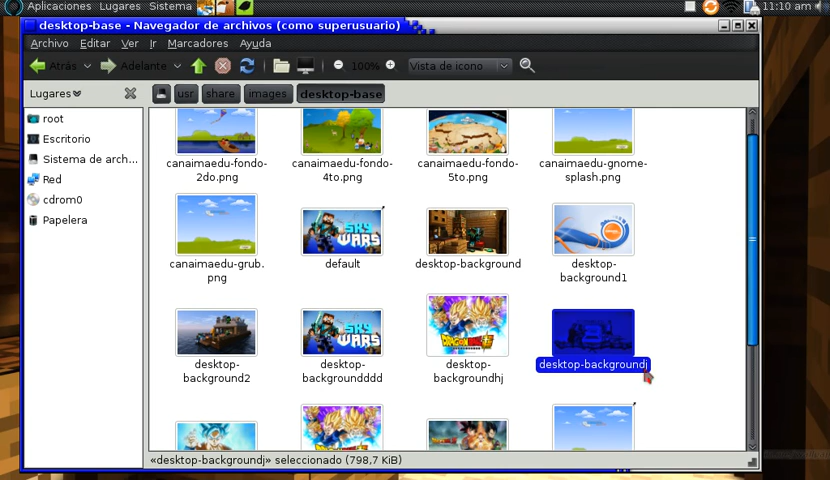 Aplicaciones Lugares Sistema
11:10 am
desktop-base - Navegador de archivos (como superusuario)
Archivo Editar Ver Ir Marcadores Ayuda
Atrás Adelante 100% Vista de icono
Lugares usr share images desktop-base
root
Escritorio
Sistema de arch...
Red
cdrom0
Papelera
canaimaedu-fondo-2do.png
canaimaedu-fondo-4to.png
canaimaedu-fondo-5to.png
canaimaedu-gnome-splash.png
canaimaedu-grub.png
SKY WARS
default
desktop-background
desktop-background1
desktop-background2
SKY WARS
desktop-backgroundddd
DRAGONBALL
desktop-backgroundhj
desktop-backgroundj
«desktop-backgroundj» seleccionado (798,7 KiB)